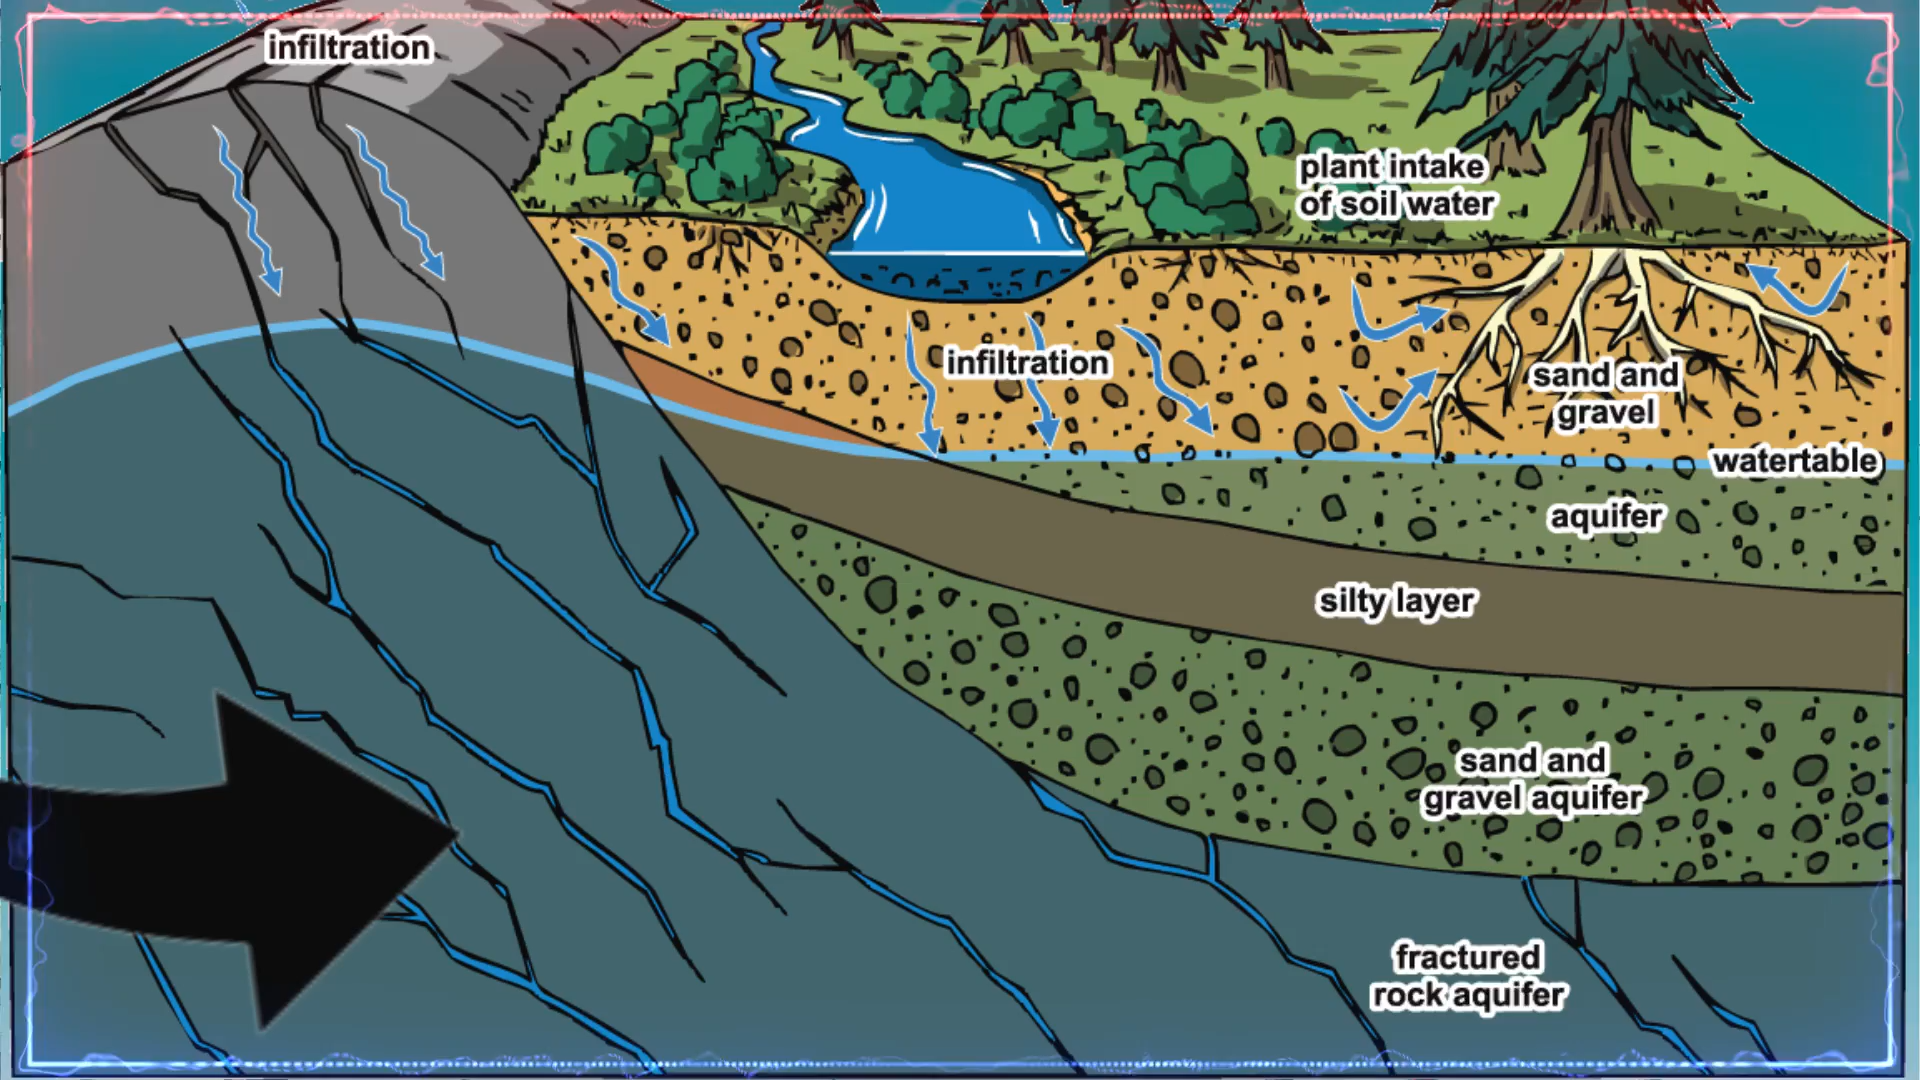 infiltration
plant intake
of soil water
infiltration
sand and
gravel
watertable
aquifer
silty layer
sand and
gravel aquifer
fractured
rock aquifer